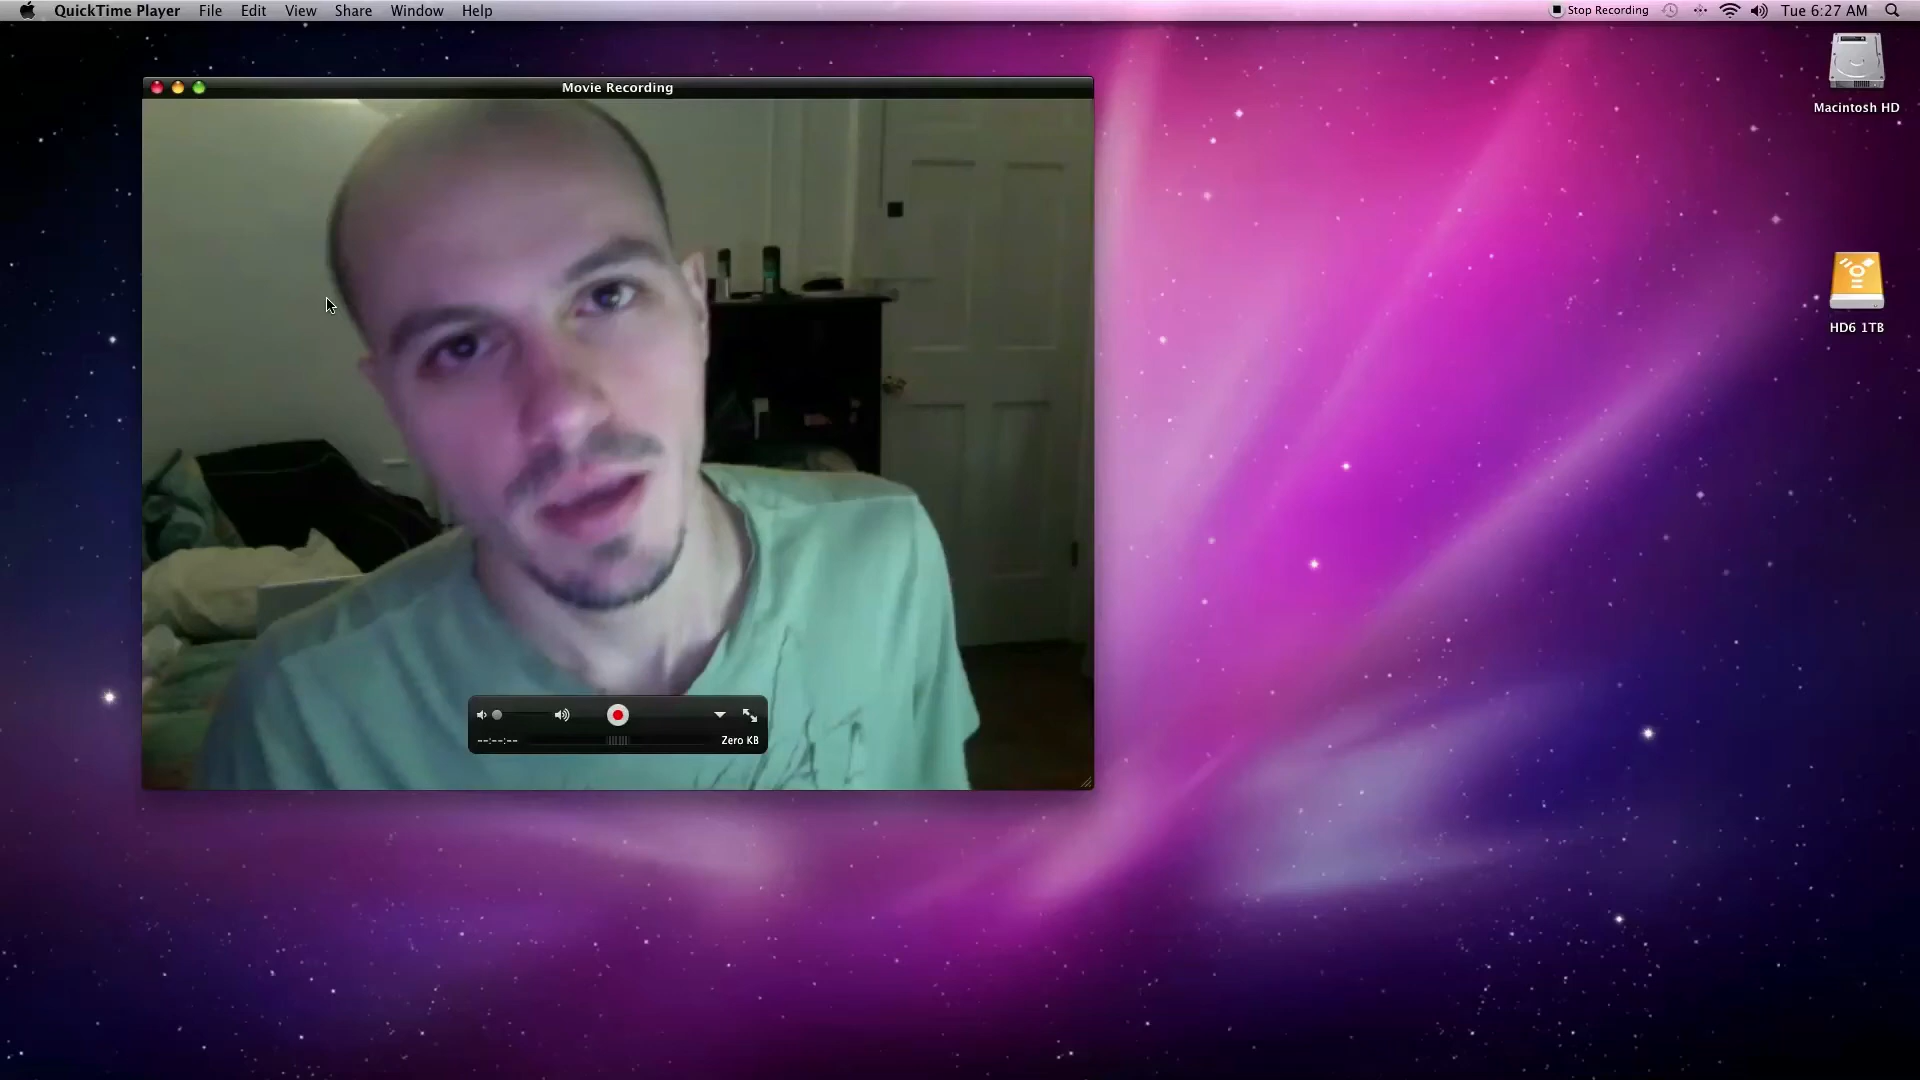 QuickTime Player File Edit View Share Window Help Stop Recording Tue 6:27 AM
Macintosh HD
Movie Recording
HD6 1TB
--:--:-- Zero KB